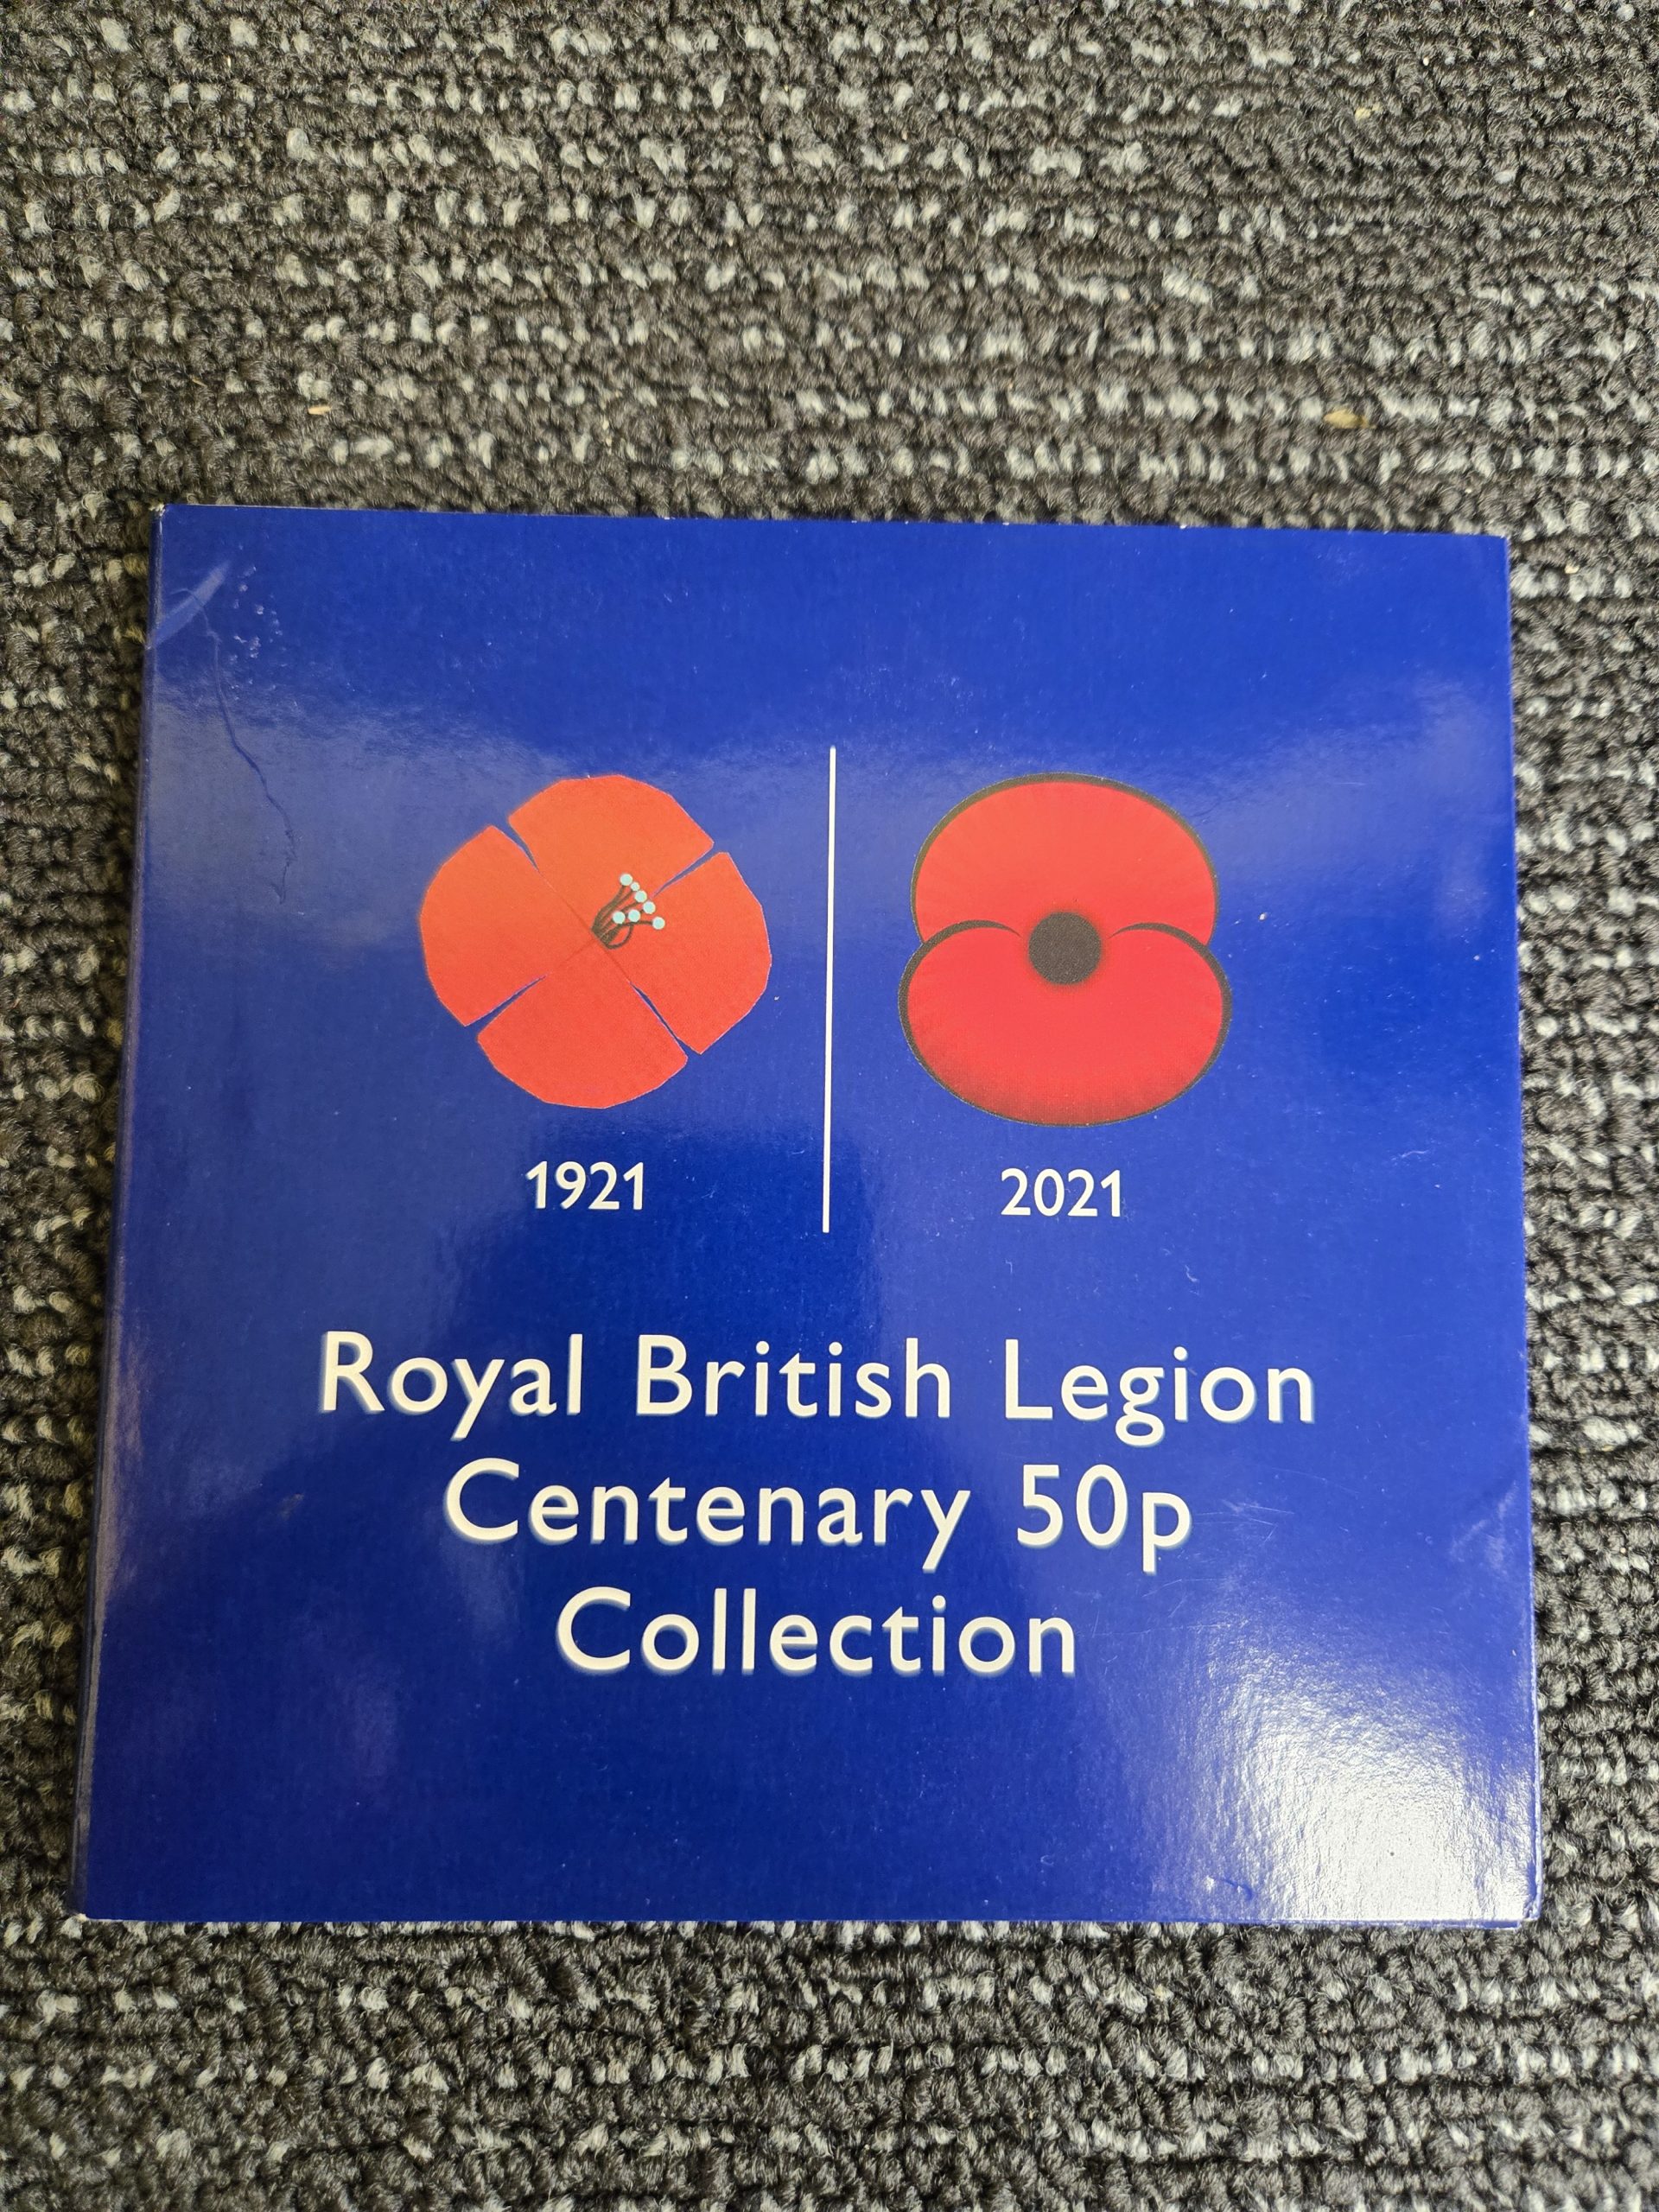 1921
2021
Royal British Legion
Centenary 50p
Collection